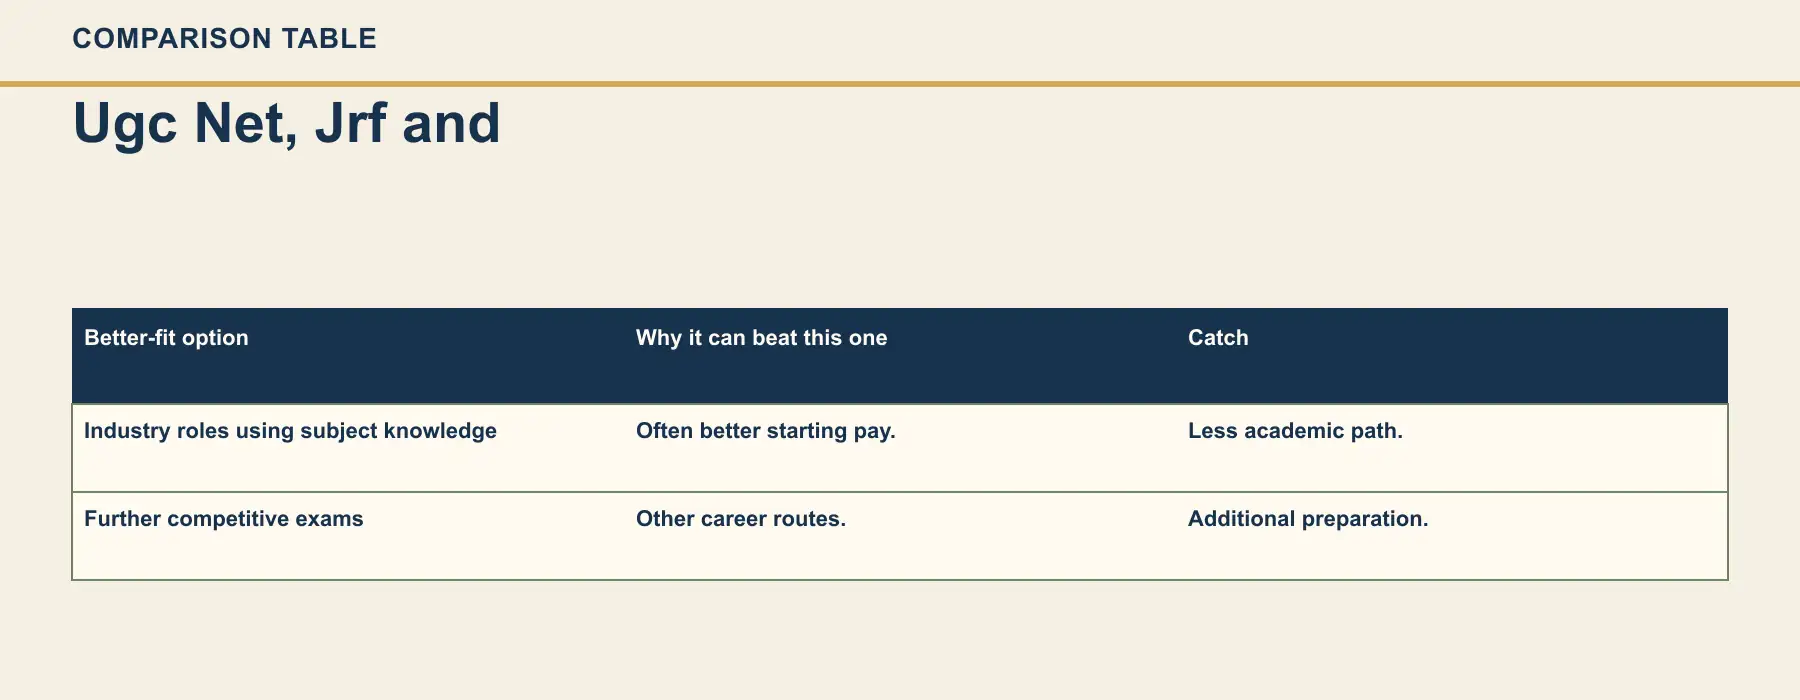 COMPARISON TABLE
Ugc Net, Jrf and
Better-fit option Why it can beat this one Catch
Industry roles using subject knowledge Often better starting pay. Less academic path.
Further competitive exams Other career routes. Additional preparation.